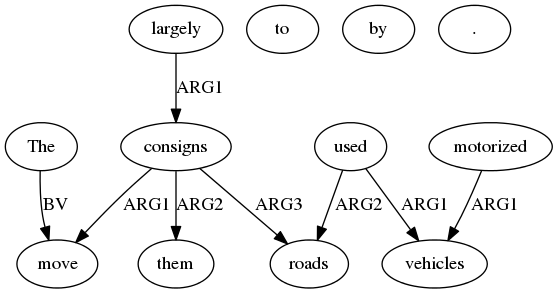 largely to by .
ARG1
The consigns used motorized
BV ARG1 ARG2 ARG3 ARG2 ARG1 ARG1
move them roads vehicles